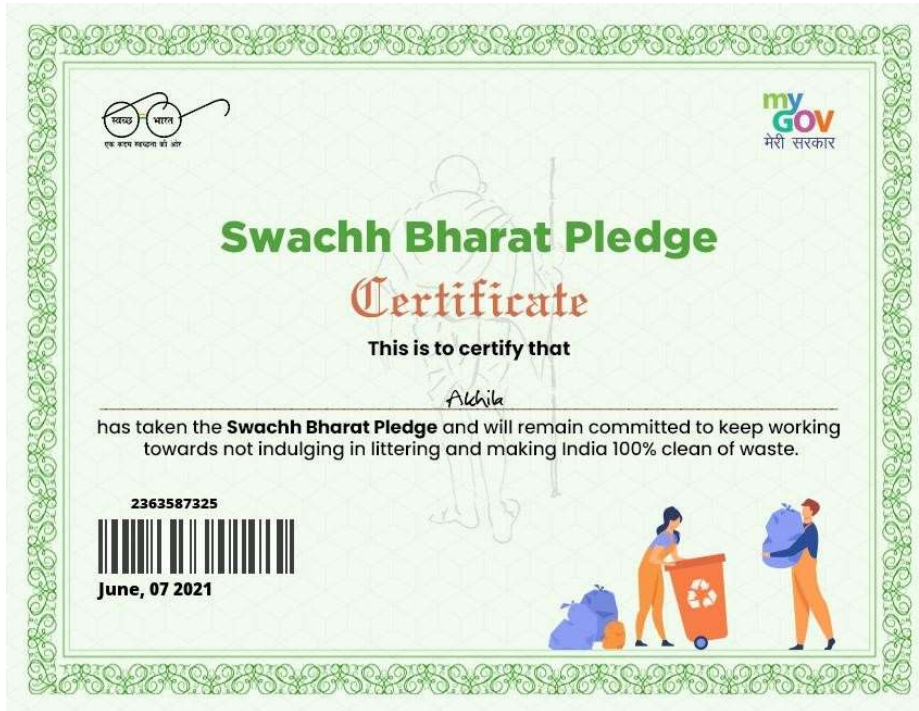 स्वच्छ भारत
एक कदम स्वच्छता की ओर
my
GOV
मेरी सरकार
Swachh Bharat Pledge
Certificate
This is to certify that
Akhila
has taken the Swachh Bharat Pledge and will remain committed to keep working
towards not indulging in littering and making India 100% clean of waste.
2363587325
June, 07 2021